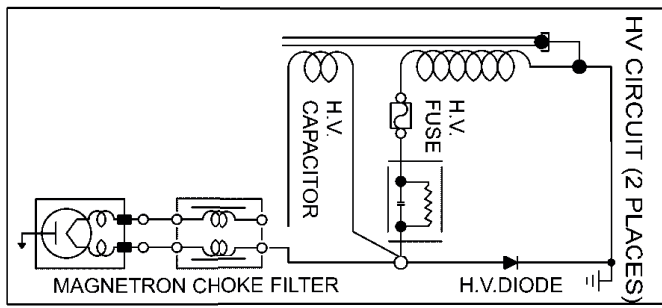 HV CIRCUIT (2 PLACES)
H.V.
CAPACITOR
H.V.
FUSE
MAGNETRON CHOKE FILTER
H.V.DIODE